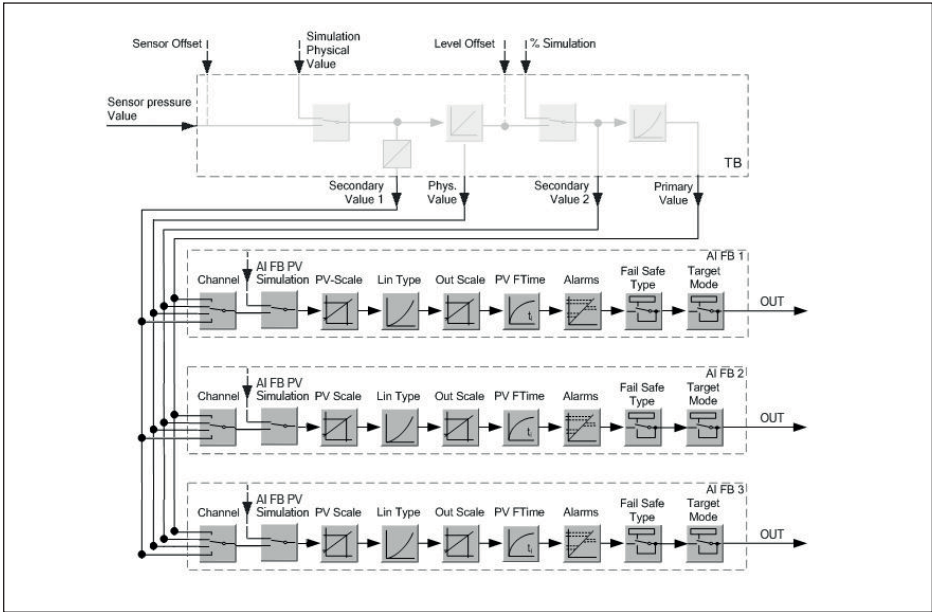 Sensor Offset
Simulation
Physical
Value
Level Offset
% Simulation
Sensor pressure
Value
TB
Secondary
Value 1
Phys.
Value
Secondary
Value 2
Primary
Value
AI FB 1
Channel
AI FB PV
Simulation
PV-Scale
Lin Type
Out Scale
PV FTime
Alarms
Fail Safe
Type
Target
Mode
OUT
t
AI FB 2
Channel
AI FB PV
Simulation
PV Scale
Lin Type
Out Scale
PV FTime
Alarms
Fail Safe
Type
Target
Mode
OUT
t
AI FB 3
Channel
AI FB PV
Simulation
PV Scale
Lin Type
Out Scale
PV FTime
Alarms
Fail Safe
Type
Target
Mode
OUT
t